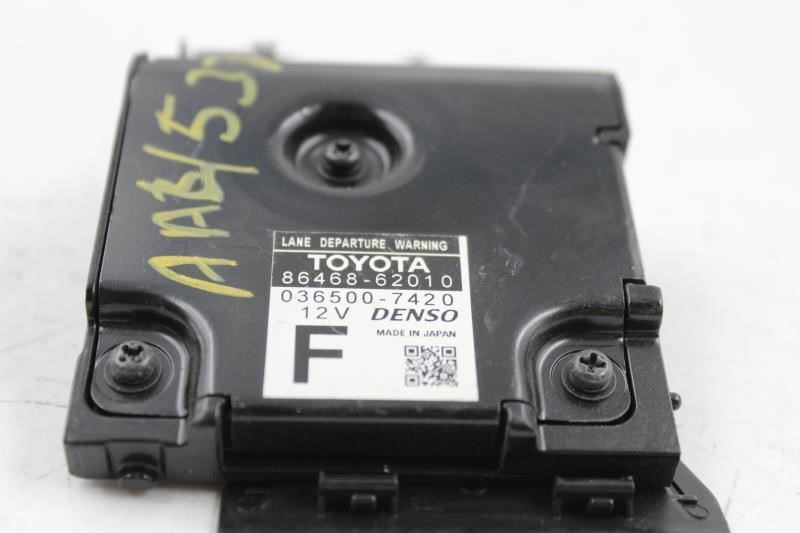 LANE DEPARTURE WARNING
TOYOTA
86468-62010
036500-7420
12V DENSO
MADE IN JAPAN
F